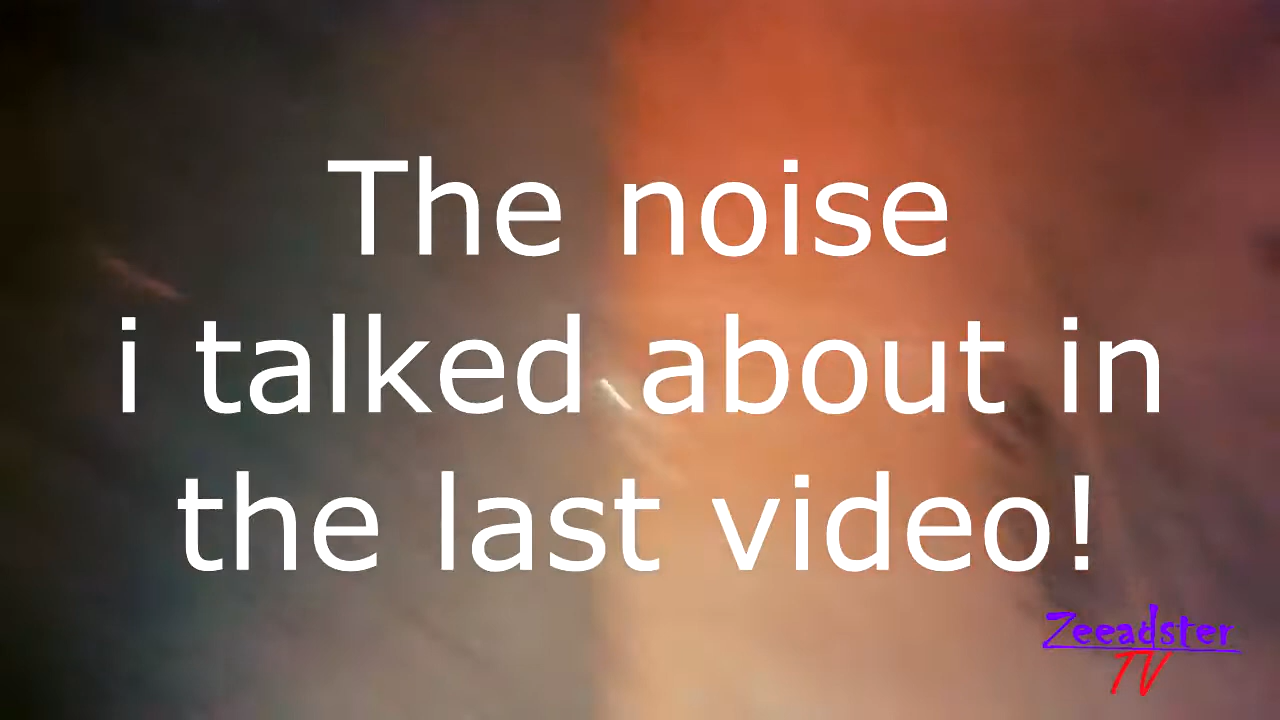 The noise
i talked about in
the last video!
Zeeadster
TV